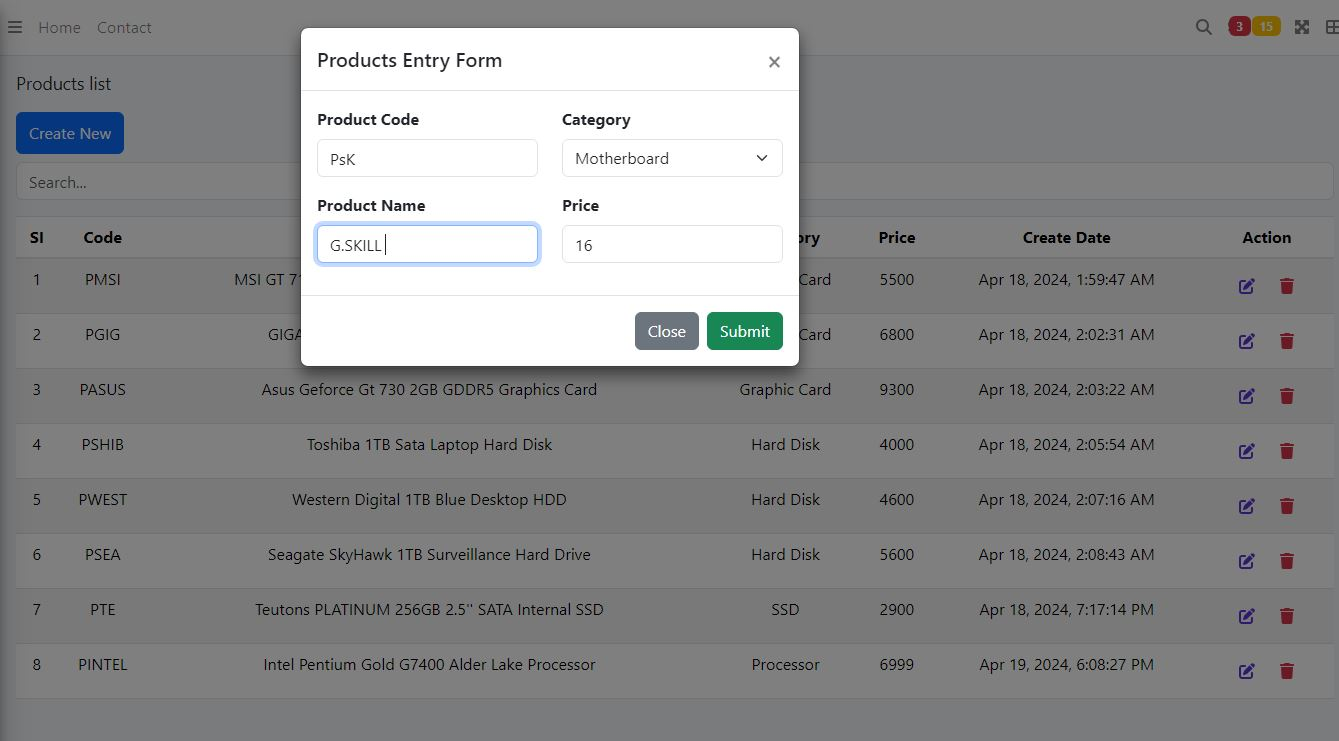 Home Contact
3 15
Products list
Create New
Search...
Products Entry Form
×
Product Code Category
PsK Motherboard
Product Name Price
G.SKILL 16
Close Submit
SI Code ory Price Create Date Action
1 PMSI MSI GT 71 Card 5500 Apr 18, 2024, 1:59:47 AM
2 PGIG GIGA Card 6800 Apr 18, 2024, 2:02:31 AM
3 PASUS Asus Geforce Gt 730 2GB GDDR5 Graphics Card Graphic Card 9300 Apr 18, 2024, 2:03:22 AM
4 PSHIB Toshiba 1TB Sata Laptop Hard Disk Hard Disk 4000 Apr 18, 2024, 2:05:54 AM
5 PWEST Western Digital 1TB Blue Desktop HDD Hard Disk 4600 Apr 18, 2024, 2:07:16 AM
6 PSEA Seagate SkyHawk 1TB Surveillance Hard Drive Hard Disk 5600 Apr 18, 2024, 2:08:43 AM
7 PTE Teutons PLATINUM 256GB 2.5'' SATA Internal SSD SSD 2900 Apr 18, 2024, 7:17:14 PM
8 PINTEL Intel Pentium Gold G7400 Alder Lake Processor Processor 6999 Apr 19, 2024, 6:08:27 PM